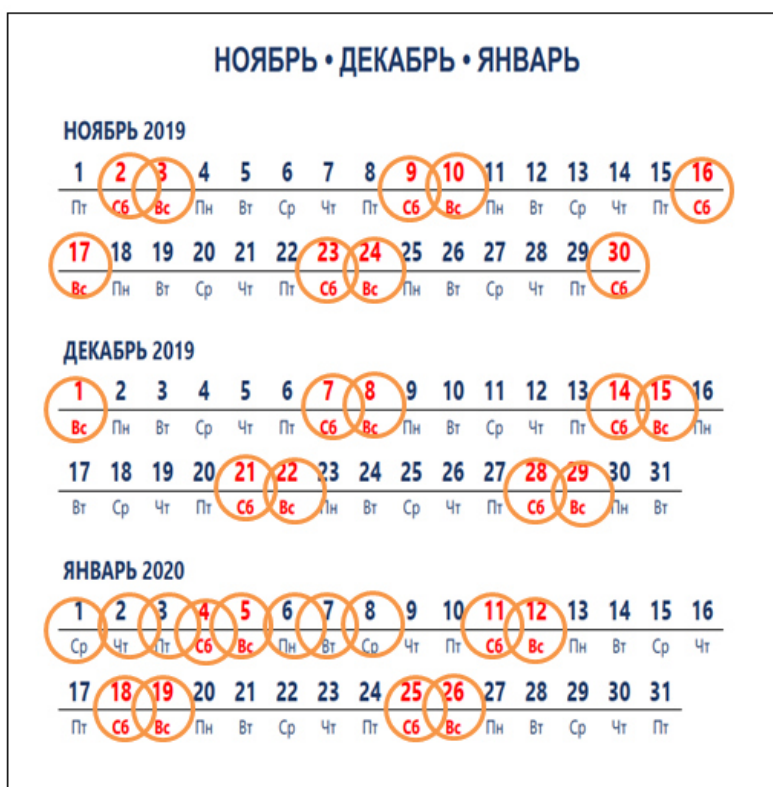 НОЯБРЬ • ДЕКАБРЬ • ЯНВАРЬ
НОЯБРЬ 2019
1 2 3 4 5 6 7 8 9 10 11 12 13 14 15 16
Пт Сб Вс Пн Вт Ср Чт Пт Сб Вс Пн Вт Ср Чт Пт Сб
17 18 19 20 21 22 23 24 25 26 27 28 29 30
Вс Пн Вт Ср Чт Пт Сб Вс Пн Вт Ср Чт Пт Сб
ДЕКАБРЬ 2019
1 2 3 4 5 6 7 8 9 10 11 12 13 14 15 16
Вс Пн Вт Ср Чт Пт Сб Вс Пн Вт Ср Чт Пт Сб Вс Пн
17 18 19 20 21 22 23 24 25 26 27 28 29 30 31
Вт Ср Чт Пт Сб Вс Пн Вт Ср Чт Пт Сб Вс Пн Вт
ЯНВАРЬ 2020
1 2 3 4 5 6 7 8 9 10 11 12 13 14 15 16
Ср Чт Пт Сб Вс Пн Вт Ср Чт Пт Сб Вс Пн Вт Ср Чт
17 18 19 20 21 22 23 24 25 26 27 28 29 30 31
Пт Сб Вс Пн Вт Ср Чт Пт Сб Вс Пн Вт Ср Чт Пт